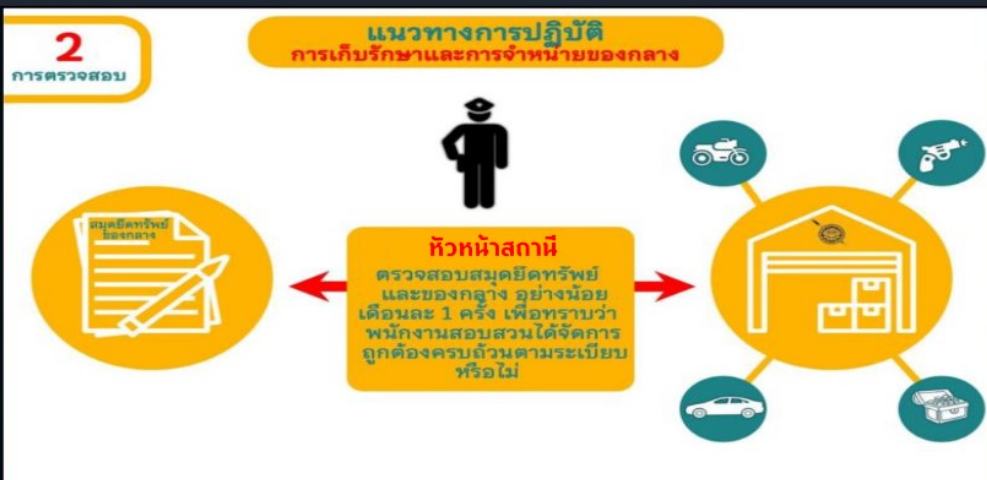 2
การตรวจสอบ
แนวทางการปฏิบัติ
การเก็บรักษาและการจำหน่ายของกลาง
สมุดยึดทรัพย์
ของกลาง
หัวหน้าสถานี
ตรวจสอบสมุดยึดทรัพย์
และของกลาง อย่างน้อย
เดือนละ 1 ครั้ง เพื่อทราบว่า
พนักงานสอบสวนได้จัดการ
ถูกต้องครบถ้วนตามระเบียบ
หรือไม่